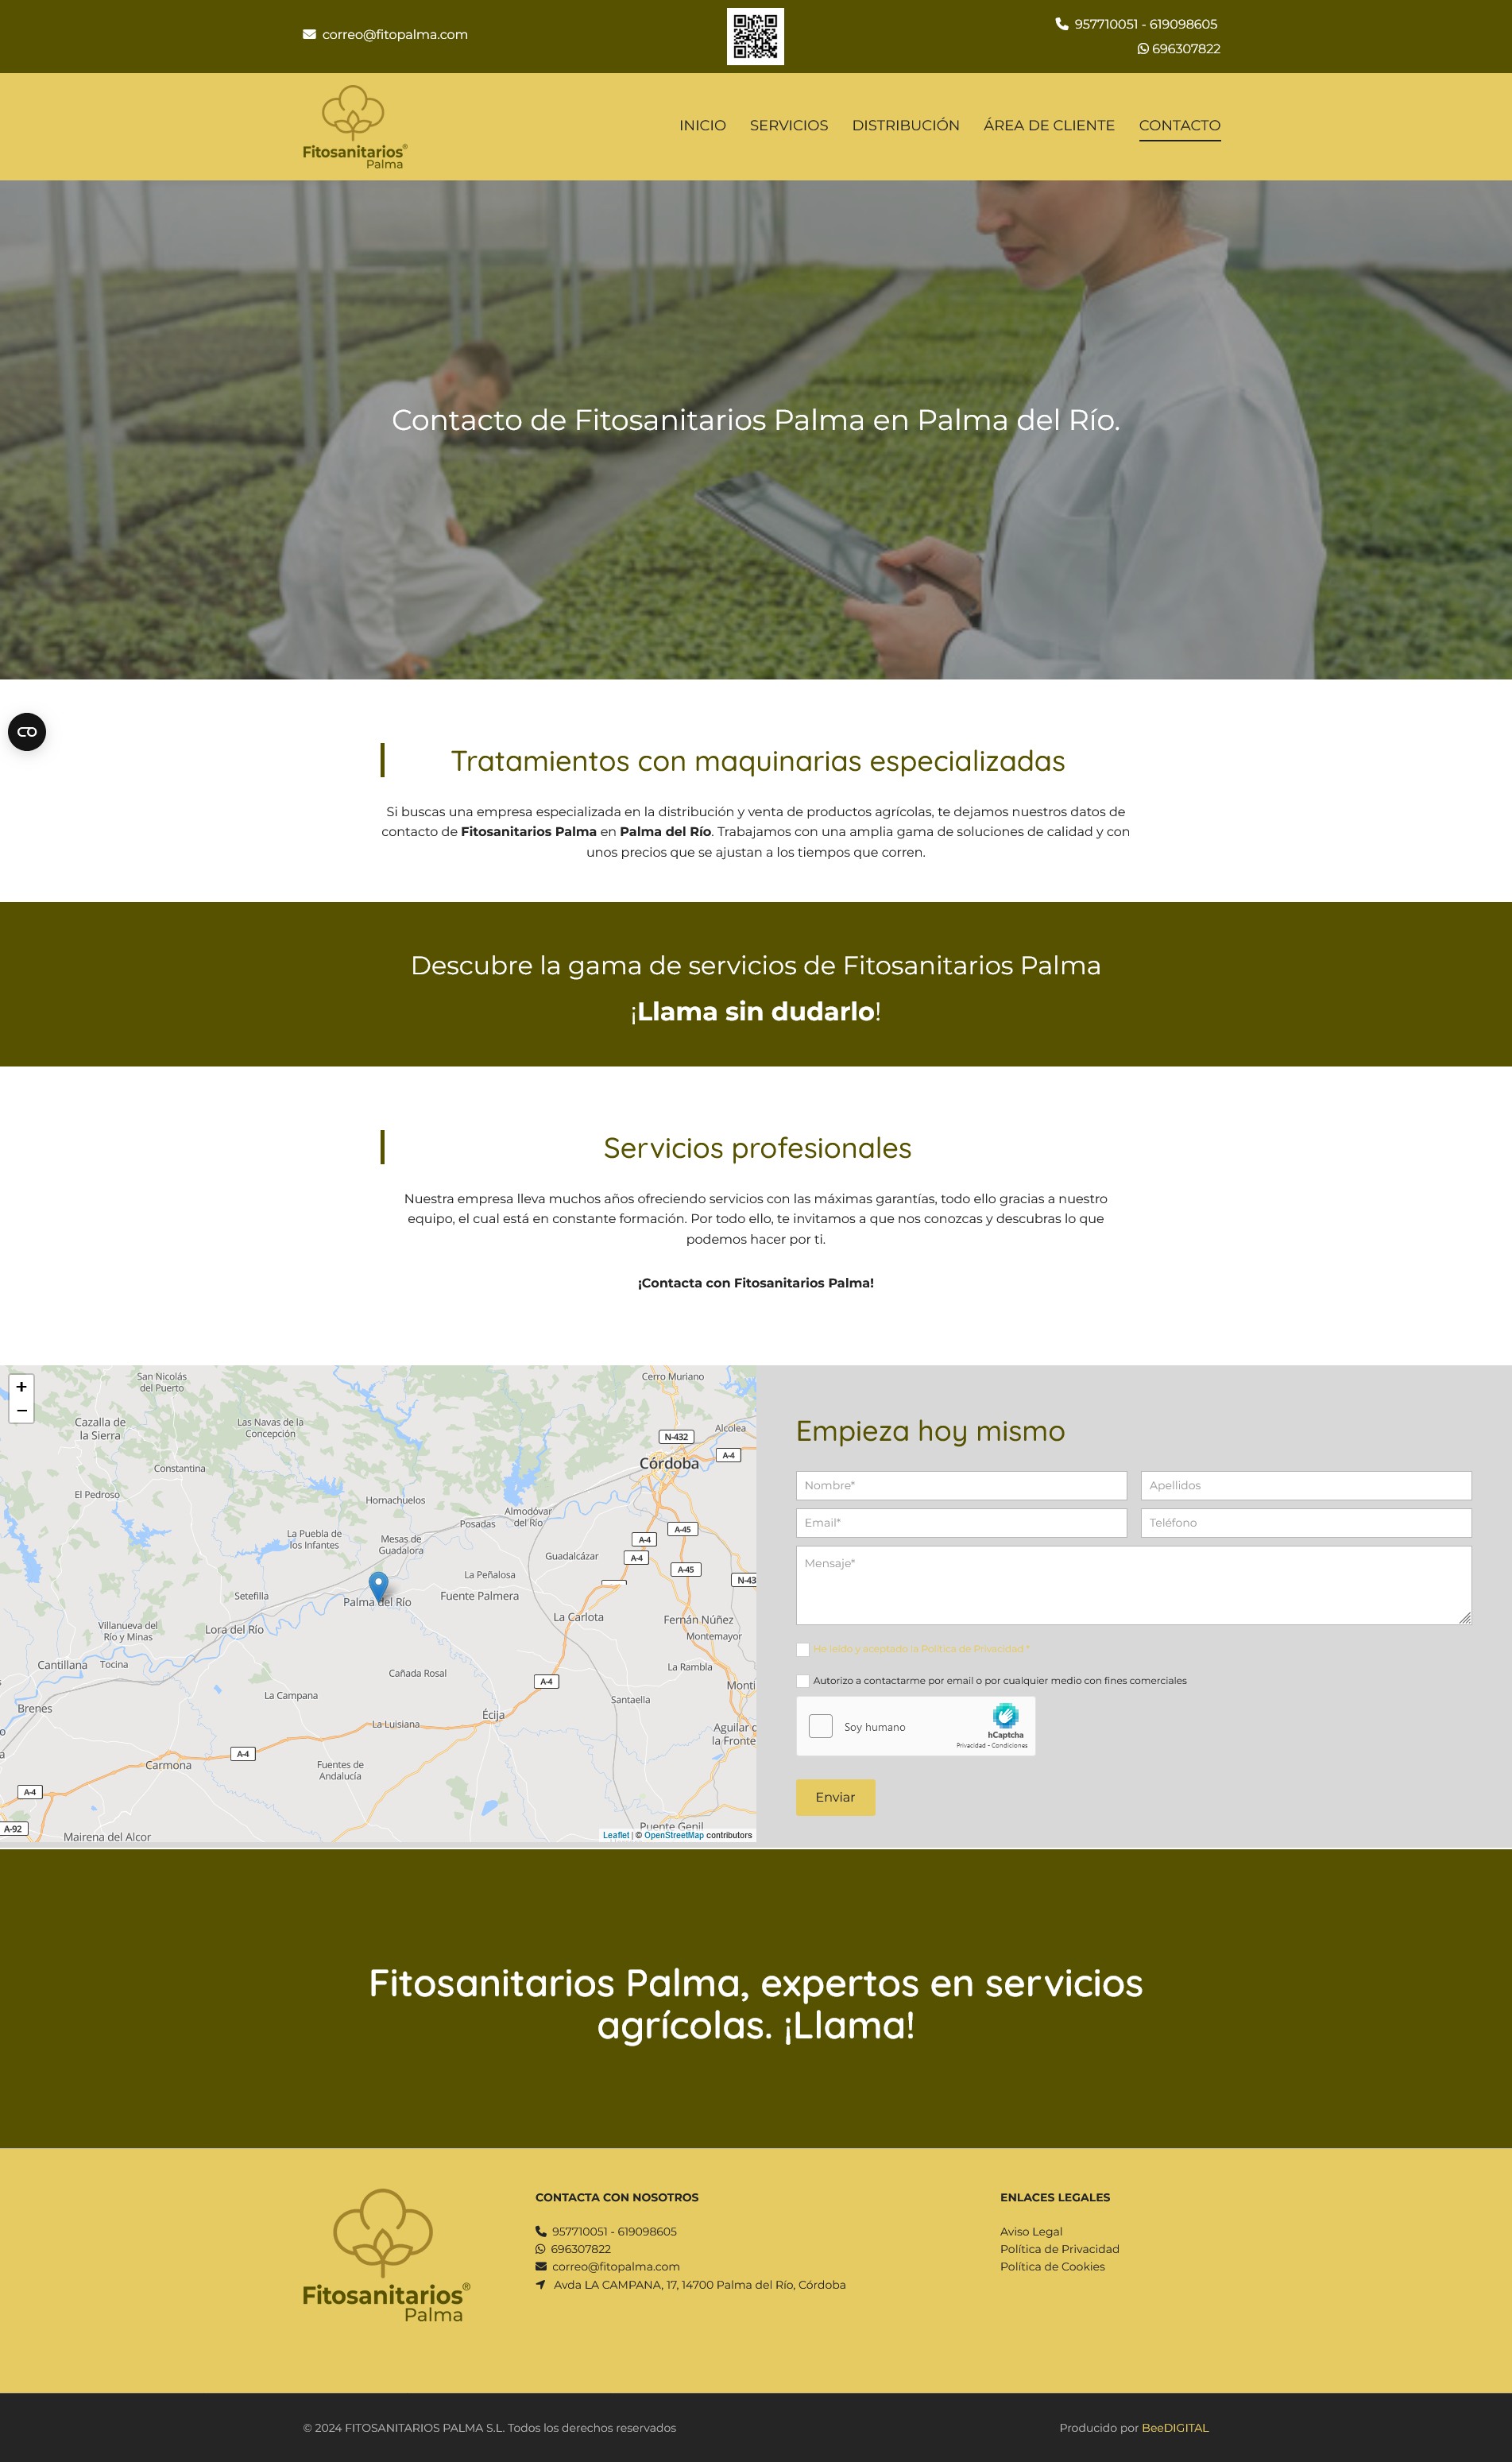 correo@fitopalma.com
957710051 - 619098605
696307822
Fitosanitarios®
Palma
INICIO SERVICIOS DISTRIBUCIÓN ÁREA DE CLIENTE CONTACTO
Contacto de Fitosanitarios Palma en Palma del Río.
Tratamientos con maquinarias especializadas
Si buscas una empresa especializada en la distribución y venta de productos agrícolas, te dejamos nuestros datos de
contacto de Fitosanitarios Palma en Palma del Río. Trabajamos con una amplia gama de soluciones de calidad y con
unos precios que se ajustan a los tiempos que corren.
Descubre la gama de servicios de Fitosanitarios Palma
¡Llama sin dudarlo!
Servicios profesionales
Nuestra empresa lleva muchos años ofreciendo servicios con las máximas garantías, todo ello gracias a nuestro
equipo, el cual está en constante formación. Por todo ello, te invitamos a que nos conozcas y descubras lo que
podemos hacer por ti.
¡Contacta con Fitosanitarios Palma!
+
−
San Nicolás
del Puerto
Cerro Muriano
Cazalla de
la Sierra
Las Navas de la
Concepción
Alcolea
N-432
A-4
Córdoba
Constantina
El Pedroso
Hornachuelos
Almodóvar
del Río
Posadas
La Puebla de
los Infantes
Mesas de
Guadalora
A-45
A-4
Guadalcázar
A-4
A-45
La Peñalosa
N-43
Setefilla
Palma del Río
Fuente Palmera
La Carlota
Fernán Núñez
Villanueva del
Río y Minas
Lora del Río
Montemayor
Cantillana
Tocina
La Rambla
Cañada Rosal
A-4
Monti
La Campana
Santaella
Brenes
Écija
La Luisiana
Aguilar d
la Fronte
A-4
Carmona
Fuentes de
Andalucía
A-4
A-92
Puente Genil
Mairena del Alcor
Leaflet | © OpenStreetMap contributors
Empieza hoy mismo
Nombre*
Apellidos
Email*
Teléfono
Mensaje*
He leído y aceptado la Política de Privacidad *
Autorizo a contactarme por email o por cualquier medio con fines comerciales
Soy humano
hCaptcha
Privacidad - Condiciones
Enviar
Fitosanitarios Palma, expertos en servicios
agrícolas. ¡Llama!
Fitosanitarios®
Palma
CONTACTA CON NOSOTROS
957710051 - 619098605
696307822
correo@fitopalma.com
Avda LA CAMPANA, 17, 14700 Palma del Río, Córdoba
ENLACES LEGALES
Aviso Legal
Política de Privacidad
Política de Cookies
© 2024 FITOSANITARIOS PALMA S.L. Todos los derechos reservados
Producido por BeeDIGITAL